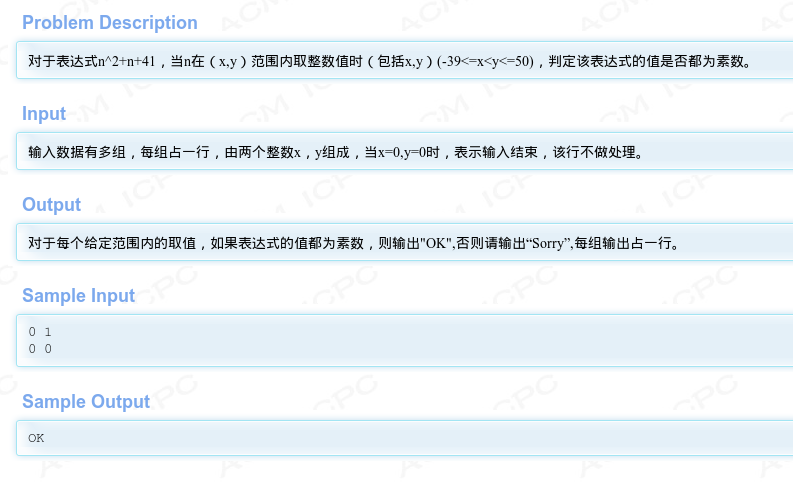 Problem Description
对于表达式n^2+n+41，当n在（x,y）范围内取整数值时（包括x,y）(-39<=x<y<=50)，判定该表达式的值是否都为素数。
Input
输入数据有多组，每组占一行，由两个整数x，y组成，当x=0,y=0时，表示输入结束，该行不做处理。
Output
对于每个给定范围内的取值，如果表达式的值都为素数，则输出"OK",否则请输出“Sorry”,每组输出占一行。
Sample Input
0 1
0 0
Sample Output
OK